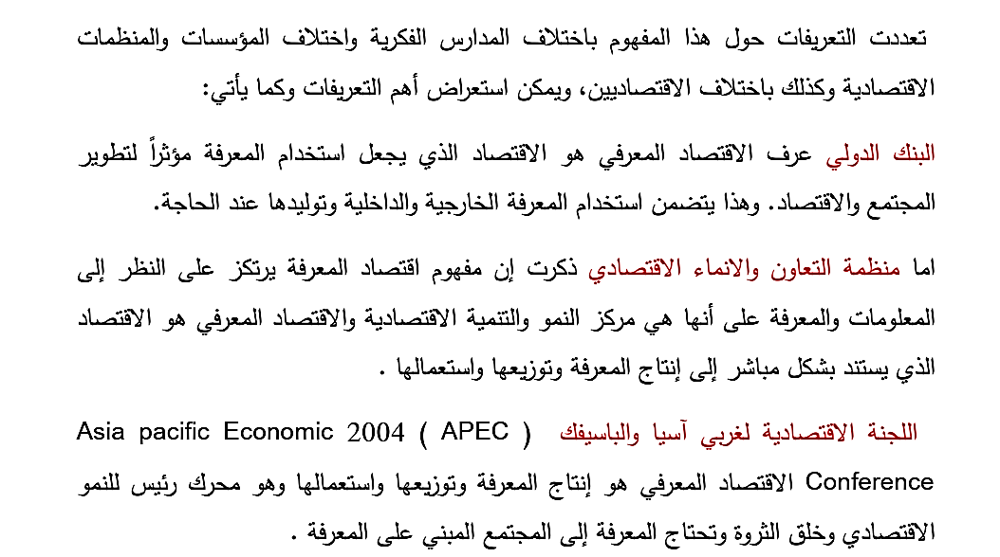 تعددت التعريفات حول هذا المفهوم باختلاف المدارس الفكرية واختلاف المؤسسات والمنظمات
الاقتصادية وكذلك باختلاف الاقتصاديين، ويمكن استعراض أهم التعريفات وكما يأتي:
البنك الدولي عرف الاقتصاد المعرفي هو الاقتصاد الذي يجعل استخدام المعرفة مؤثراً لتطوير
المجتمع والاقتصاد. وهذا يتضمن استخدام المعرفة الخارجية والداخلية وتوليدها عند الحاجة.
اما منظمة التعاون والانماء الاقتصادي ذكرت إن مفهوم اقتصاد المعرفة يرتكز على النظر إلى
المعلومات والمعرفة على أنها هي مركز النمو والتنمية الاقتصادية والاقتصاد المعرفي هو الاقتصاد
الذي يستند بشكل مباشر إلى إنتاج المعرفة وتوزيعها واستعمالها .
اللجنة الاقتصادية لغربي آسيا والباسيفك ( APEC ) 2004 Asia pacific Economic
Conference الاقتصاد المعرفي هو إنتاج المعرفة وتوزيعها واستعمالها وهو محرك رئيس للنمو
الاقتصادي وخلق الثروة وتحتاج المعرفة إلى المجتمع المبني على المعرفة .